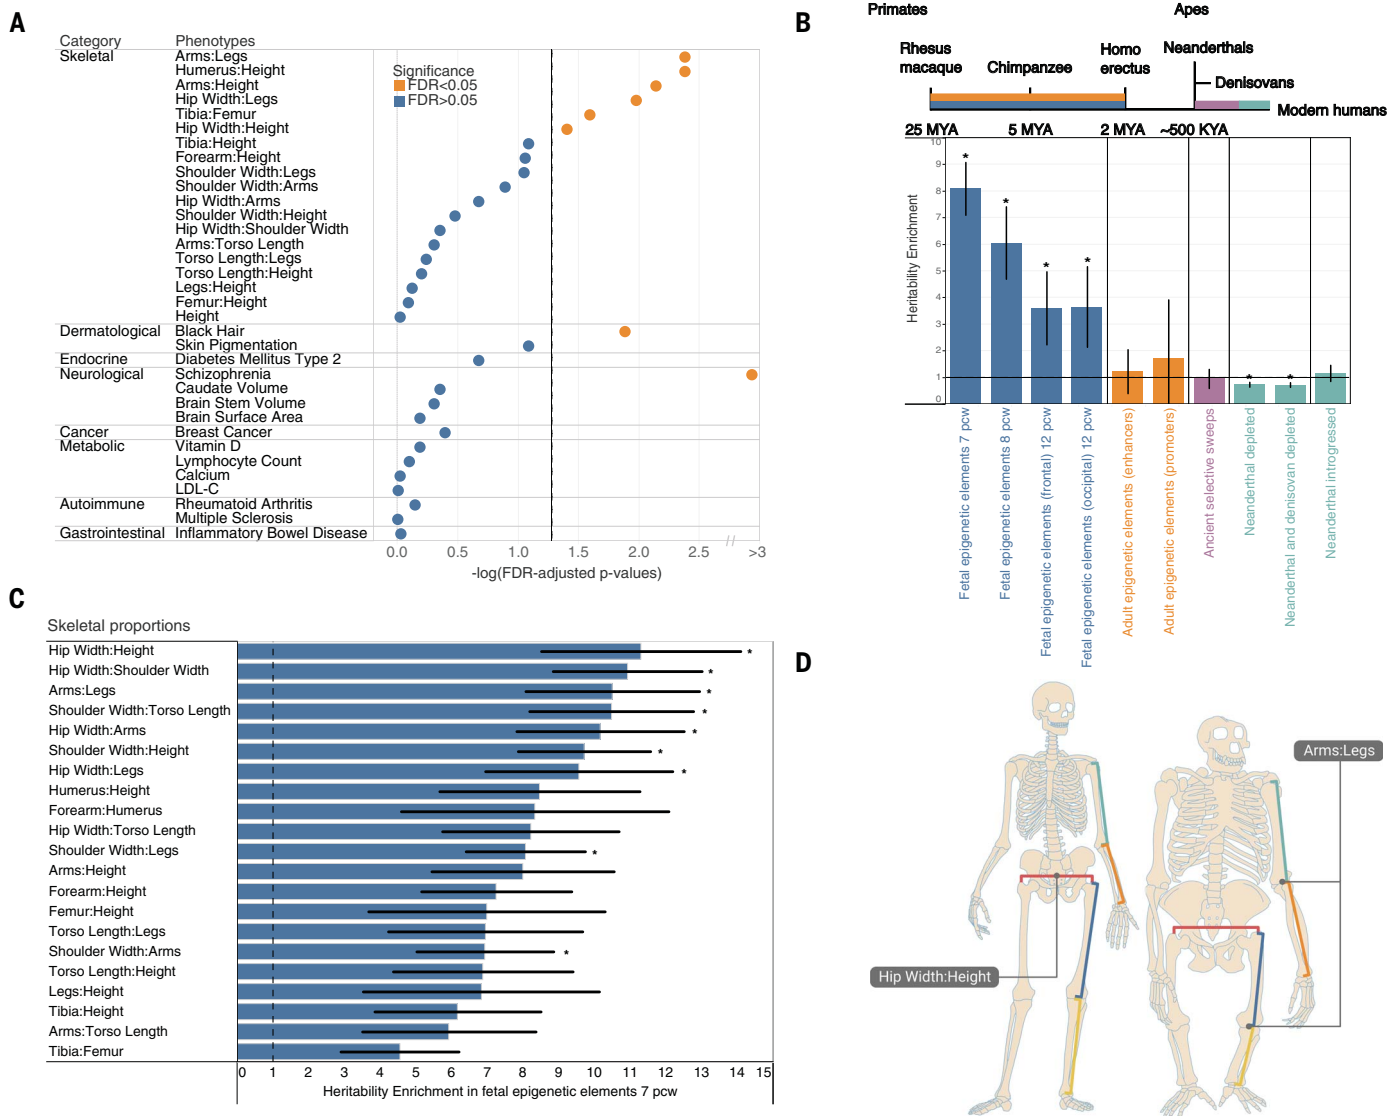 A
Category Phenotypes
Skeletal Arms:Legs
Humerus:Height
Arms:Height
Hip Width:Legs
Tibia:Femur
Hip Width:Height
Tibia:Height
Forearm:Height
Shoulder Width:Legs
Shoulder Width:Arms
Hip Width:Arms
Shoulder Width:Height
Hip Width:Shoulder Width
Arms:Torso Length
Torso Length:Legs
Torso Length:Height
Legs:Height
Femur:Height
Height
Dermatological Black Hair
Skin Pigmentation
Endocrine Diabetes Mellitus Type 2
Neurological Schizophrenia
Caudate Volume
Brain Stem Volume
Brain Surface Area
Cancer Breast Cancer
Metabolic Vitamin D
Lymphocyte Count
Calcium
LDL-C
Autoimmune Rheumatoid Arthritis
Multiple Sclerosis
Gastrointestinal Inflammatory Bowel Disease
Significance
FDR<0.05
FDR>0.05
0.0 0.5 1.0 1.5 2.0 2.5 // >3
-log(FDR-adjusted p-values)
B
Primates Apes
Rhesus macaque
Chimpanzee
Homo erectus
Neanderthals
Denisovans
Modern humans
25 MYA 5 MYA 2 MYA ~500 KYA
Heritability Enrichment
10
9
8
7
6
5
4
3
2
1
0
* * * * * *
Fetal epigenetic elements 7 pcw
Fetal epigenetic elements 8 pcw
Fetal epigenetic elements (frontal) 12 pcw
Fetal epigenetic elements (occipital) 12 pcw
Adult epigenetic elements (enhancers)
Adult epigenetic elements (promoters)
Ancient selective sweeps
Neanderthal depleted
Neanderthal and denisovan depleted
Neanderthal introgressed
C
Skeletal proportions
Hip Width:Height *
Hip Width:Shoulder Width *
Arms:Legs *
Shoulder Width:Torso Length *
Hip Width:Arms *
Shoulder Width:Height *
Hip Width:Legs *
Humerus:Height
Forearm:Humerus
Hip Width:Torso Length
Shoulder Width:Legs *
Arms:Height
Forearm:Height
Femur:Height
Torso Length:Legs
Shoulder Width:Arms *
Torso Length:Height
Legs:Height
Tibia:Height
Arms:Torso Length
Tibia:Femur
0 1 2 3 4 5 6 7 8 9 10 11 12 13 14 15
Heritability Enrichment in fetal epigenetic elements 7 pcw
D
Arms:Legs
Hip Width:Height